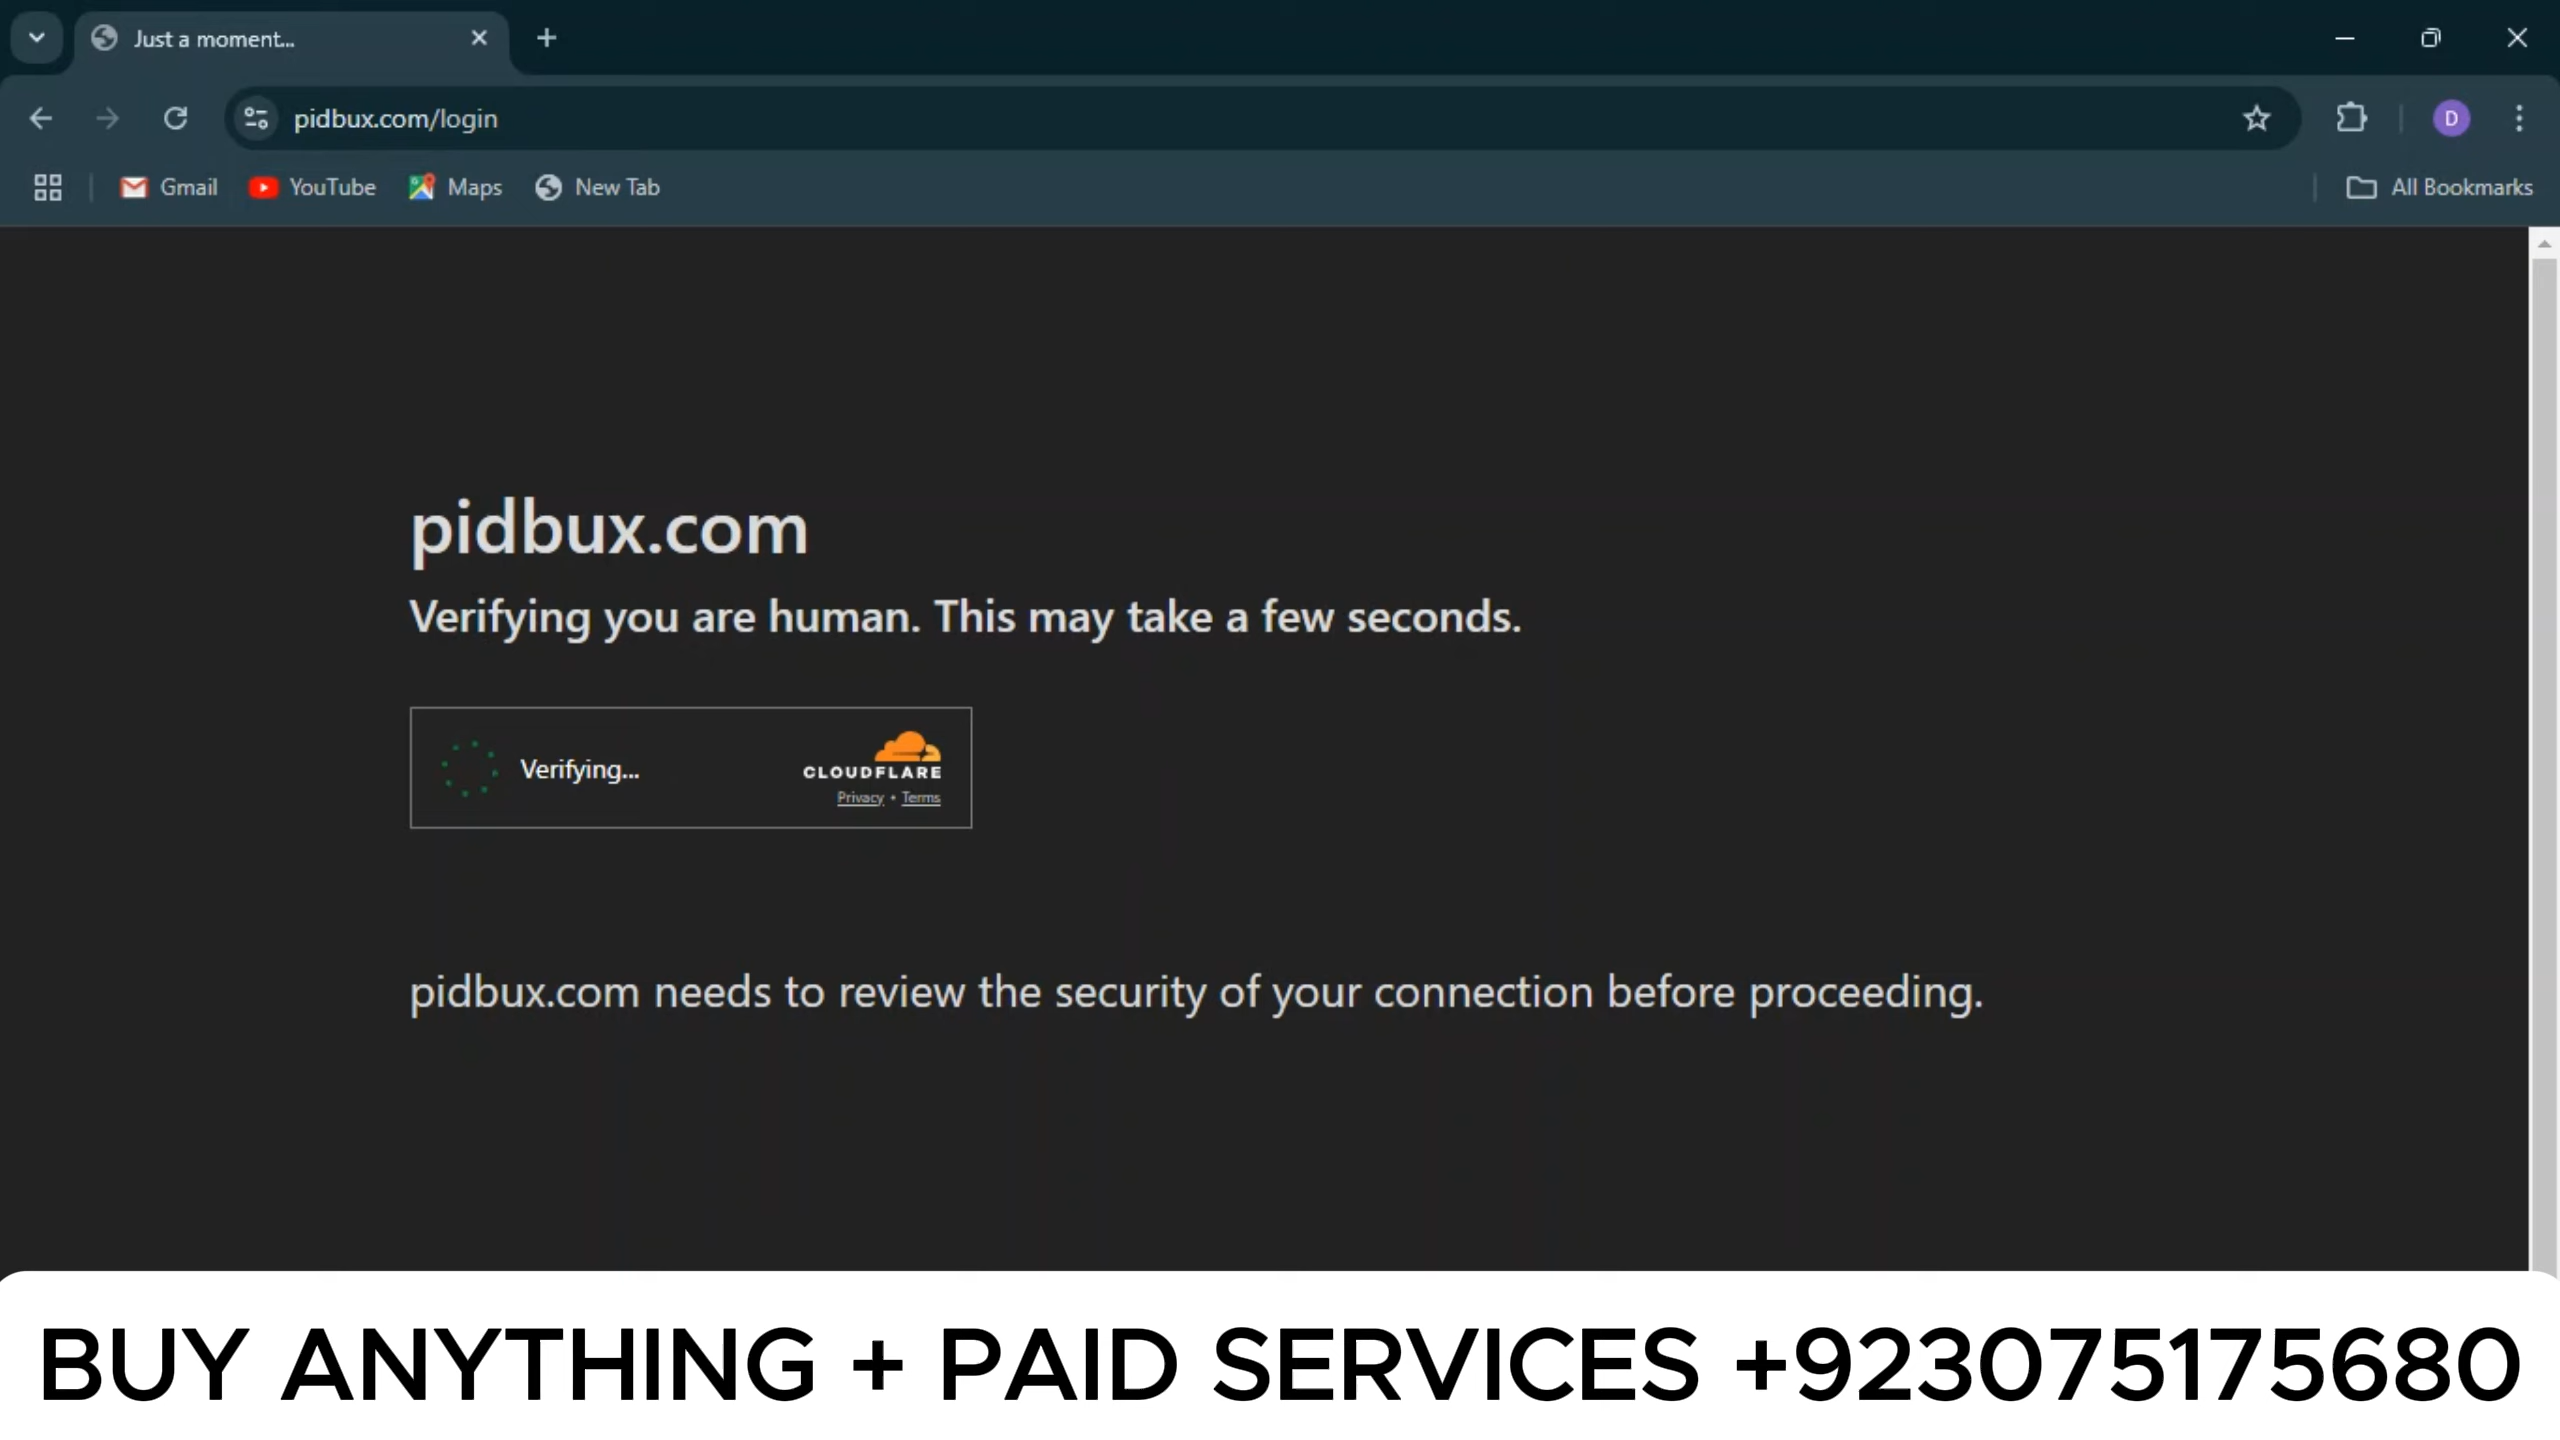 Just a moment...
pidbux.com/login
D
Gmail
YouTube
Maps
New Tab
All Bookmarks
pidbux.com
Verifying you are human. This may take a few seconds.
Verifying...
CLOUDFLARE
Privacy • Terms
pidbux.com needs to review the security of your connection before proceeding.
BUY ANYTHING + PAID SERVICES +923075175680